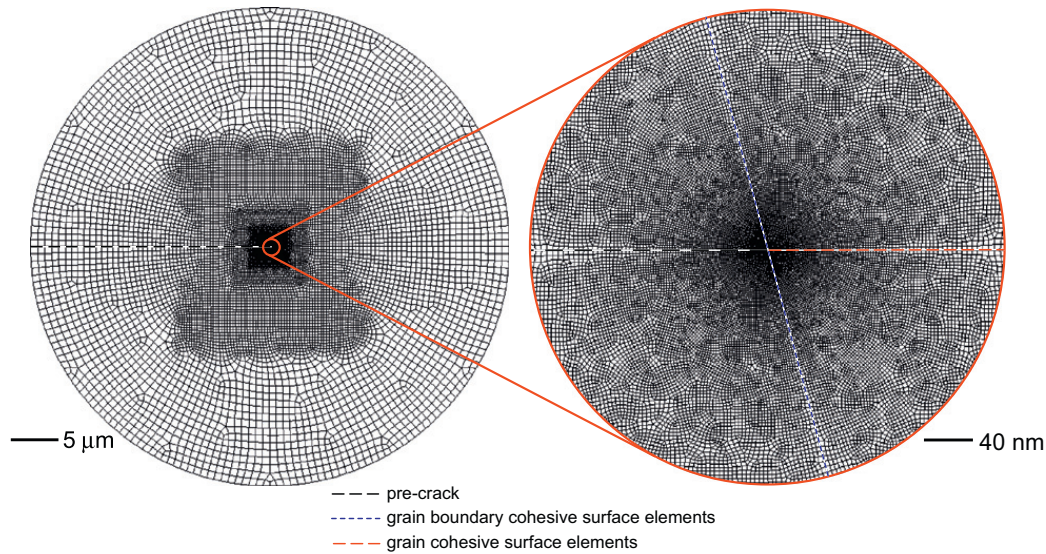 5 μm
40 nm
pre-crack
grain boundary cohesive surface elements
grain cohesive surface elements